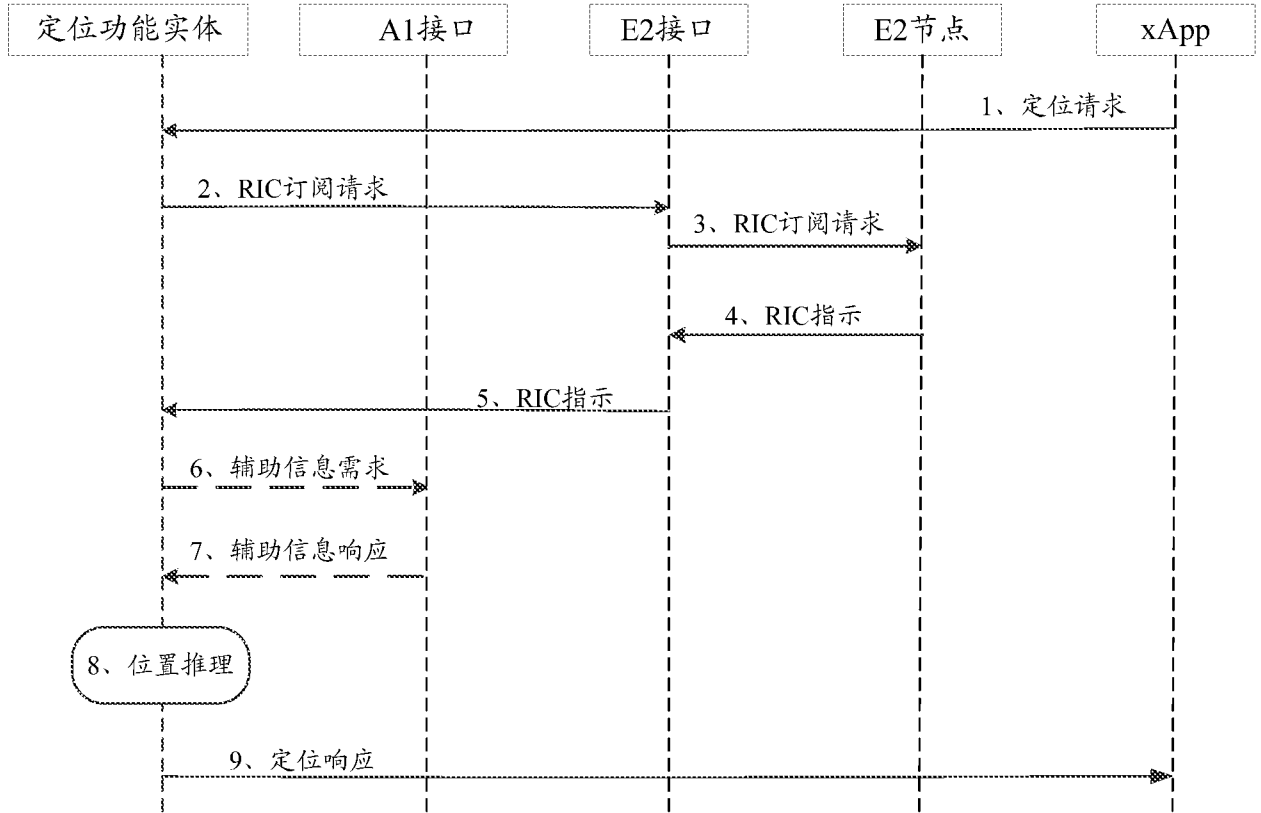 定位功能实体
A1接口
E2接口
E2节点
xApp
1、定位请求
2、RIC订阅请求
3、RIC订阅请求
4、RIC指示
5、RIC指示
6、辅助信息需求
7、辅助信息响应
8、位置推理
9、定位响应